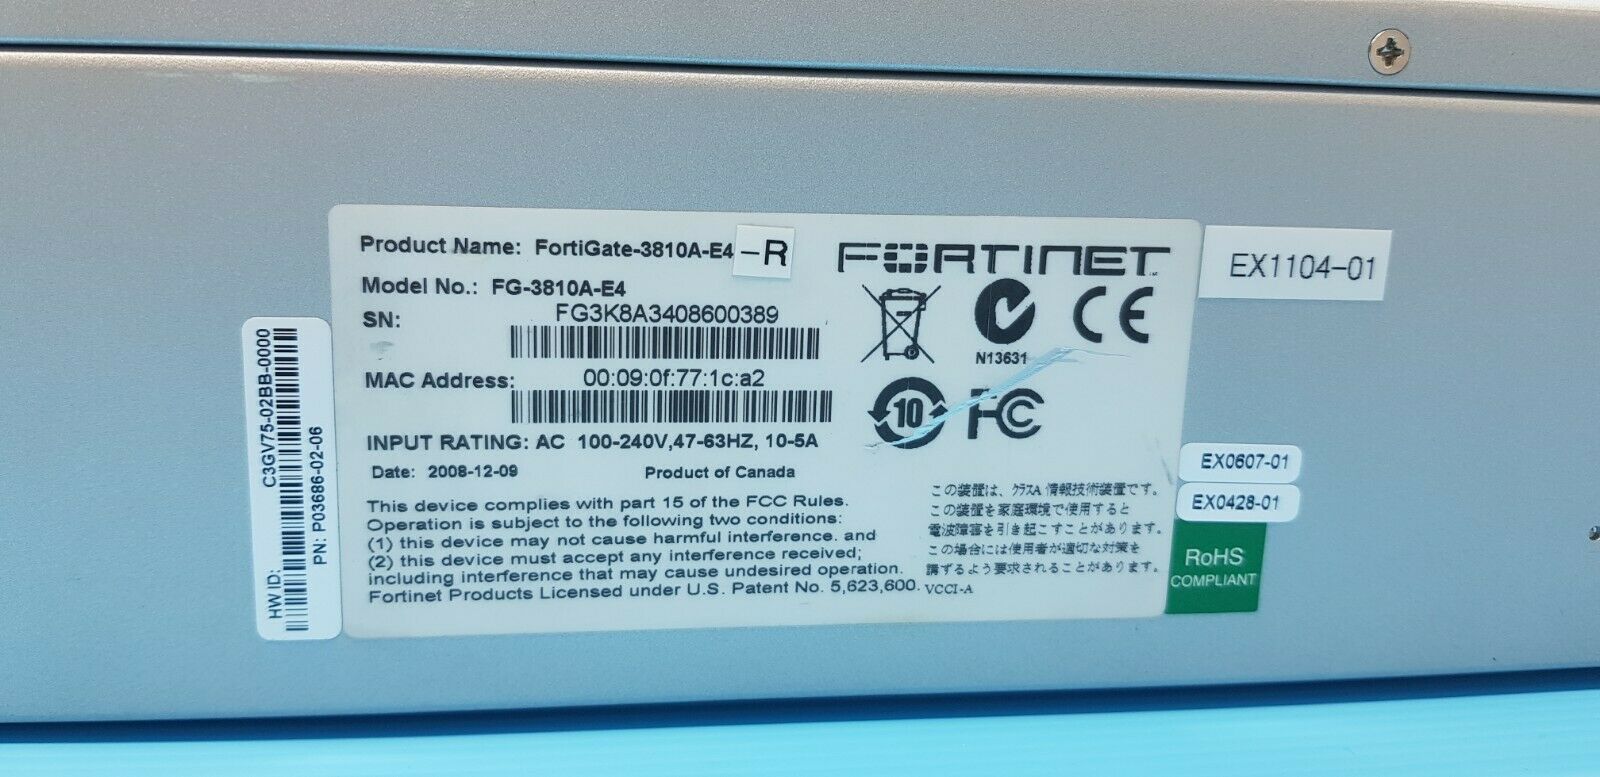 Product Name: FortiGate-3810A-E4 -R
Model No.: FG-3810A-E4
SN: FG3K8A3408600389
MAC Address: 00:09:0f:77:1c:a2
INPUT RATING: AC 100-240V,47-63HZ, 10-5A
Date: 2008-12-09 Product of Canada
This device complies with part 15 of the FCC Rules.
Operation is subject to the following two conditions:
(1) this device may not cause harmful interference. and
(2) this device must accept any interference received;
including interference that may cause undesired operation.
Fortinet Products Licensed under U.S. Patent No. 5,623,600.
FORTINET
N13631
CE
10
FC
この装置は、クラスA 情報技術装置です。
この装置を家庭環境で使用すると
電波障害を引き起こすことがあります。
この場合には使用者が適切な対策を
講ずるよう要求されることがあります。
VCCI-A
EX1104-01
EX0607-01
EX0428-01
RoHS
COMPLIANT
HW ID: C3GV75-02BB-0000
PN: P03686-02-06